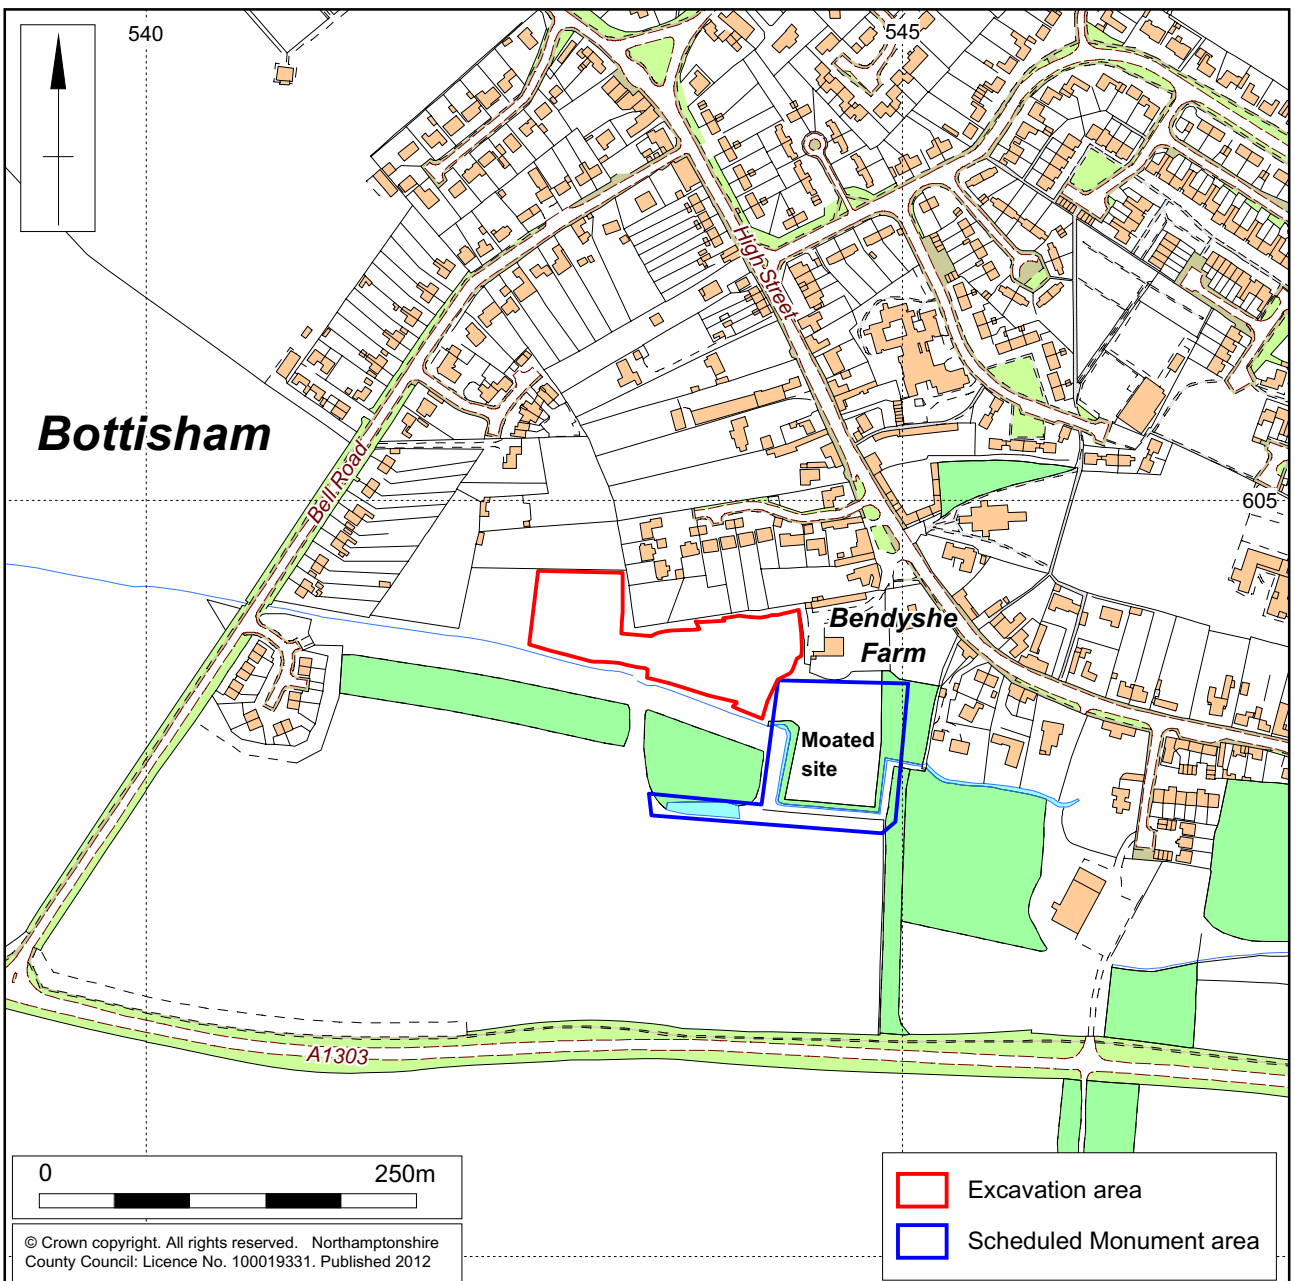 540
545
High Street
Bottisham
Bell Road
605
Bendyshe
Farm
Moated
site
A1303
0 250m
Excavation area
Scheduled Monument area
© Crown copyright. All rights reserved. Northamptonshire
County Council: Licence No. 100019331. Published 2012